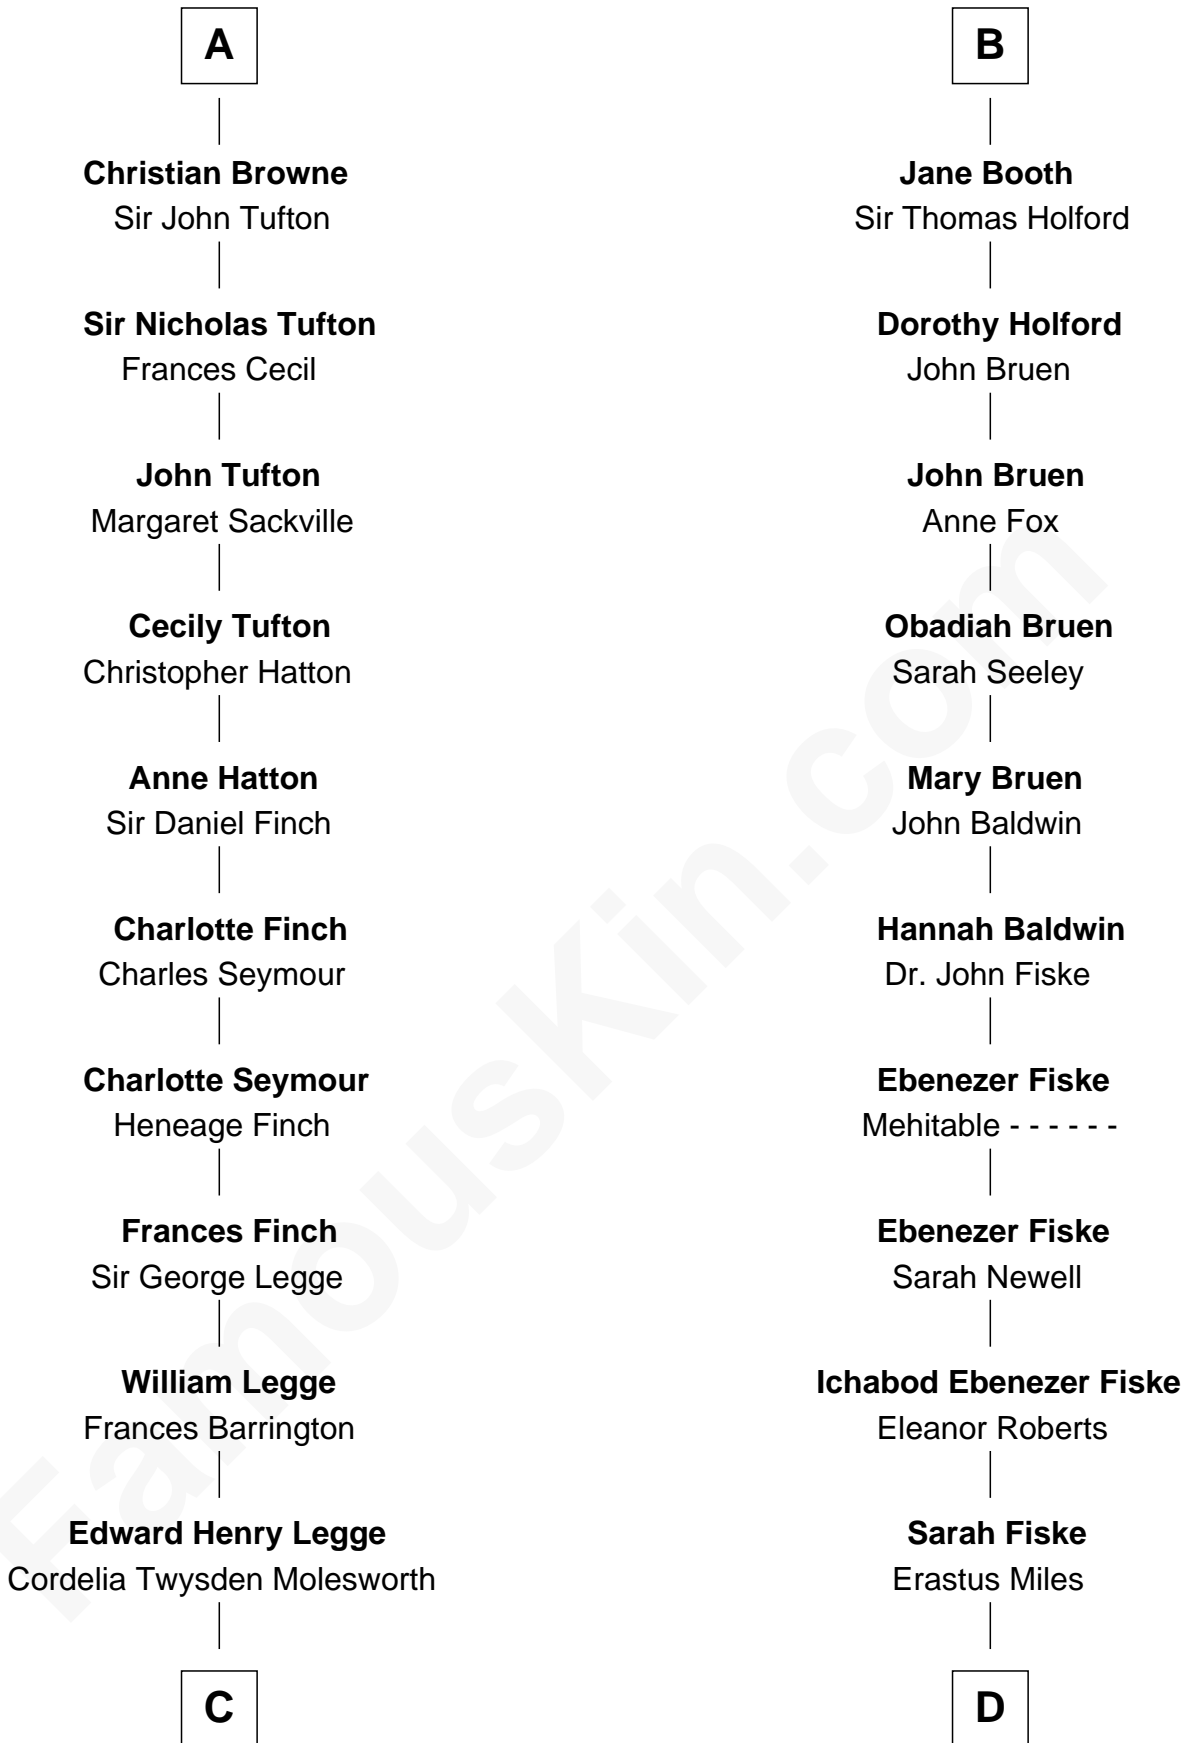 A
Christian Browne
Sir John Tufton
Sir Nicholas Tufton
Frances Cecil
John Tufton
Margaret Sackville
Cecily Tufton
Christopher Hatton
Anne Hatton
Sir Daniel Finch
Charlotte Finch
Charles Seymour
Charlotte Seymour
Heneage Finch
Frances Finch
Sir George Legge
William Legge
Frances Barrington
Edward Henry Legge
Cordelia Twysden Molesworth
C
B
Jane Booth
Sir Thomas Holford
Dorothy Holford
John Bruen
John Bruen
Anne Fox
Obadiah Bruen
Sarah Seeley
Mary Bruen
John Baldwin
Hannah Baldwin
Dr. John Fiske
Ebenezer Fiske
Mehitable - - - - - -
Ebenezer Fiske
Sarah Newell
Ichabod Ebenezer Fiske
Eleanor Roberts
Sarah Fiske
Erastus Miles
D
FamousKin.com